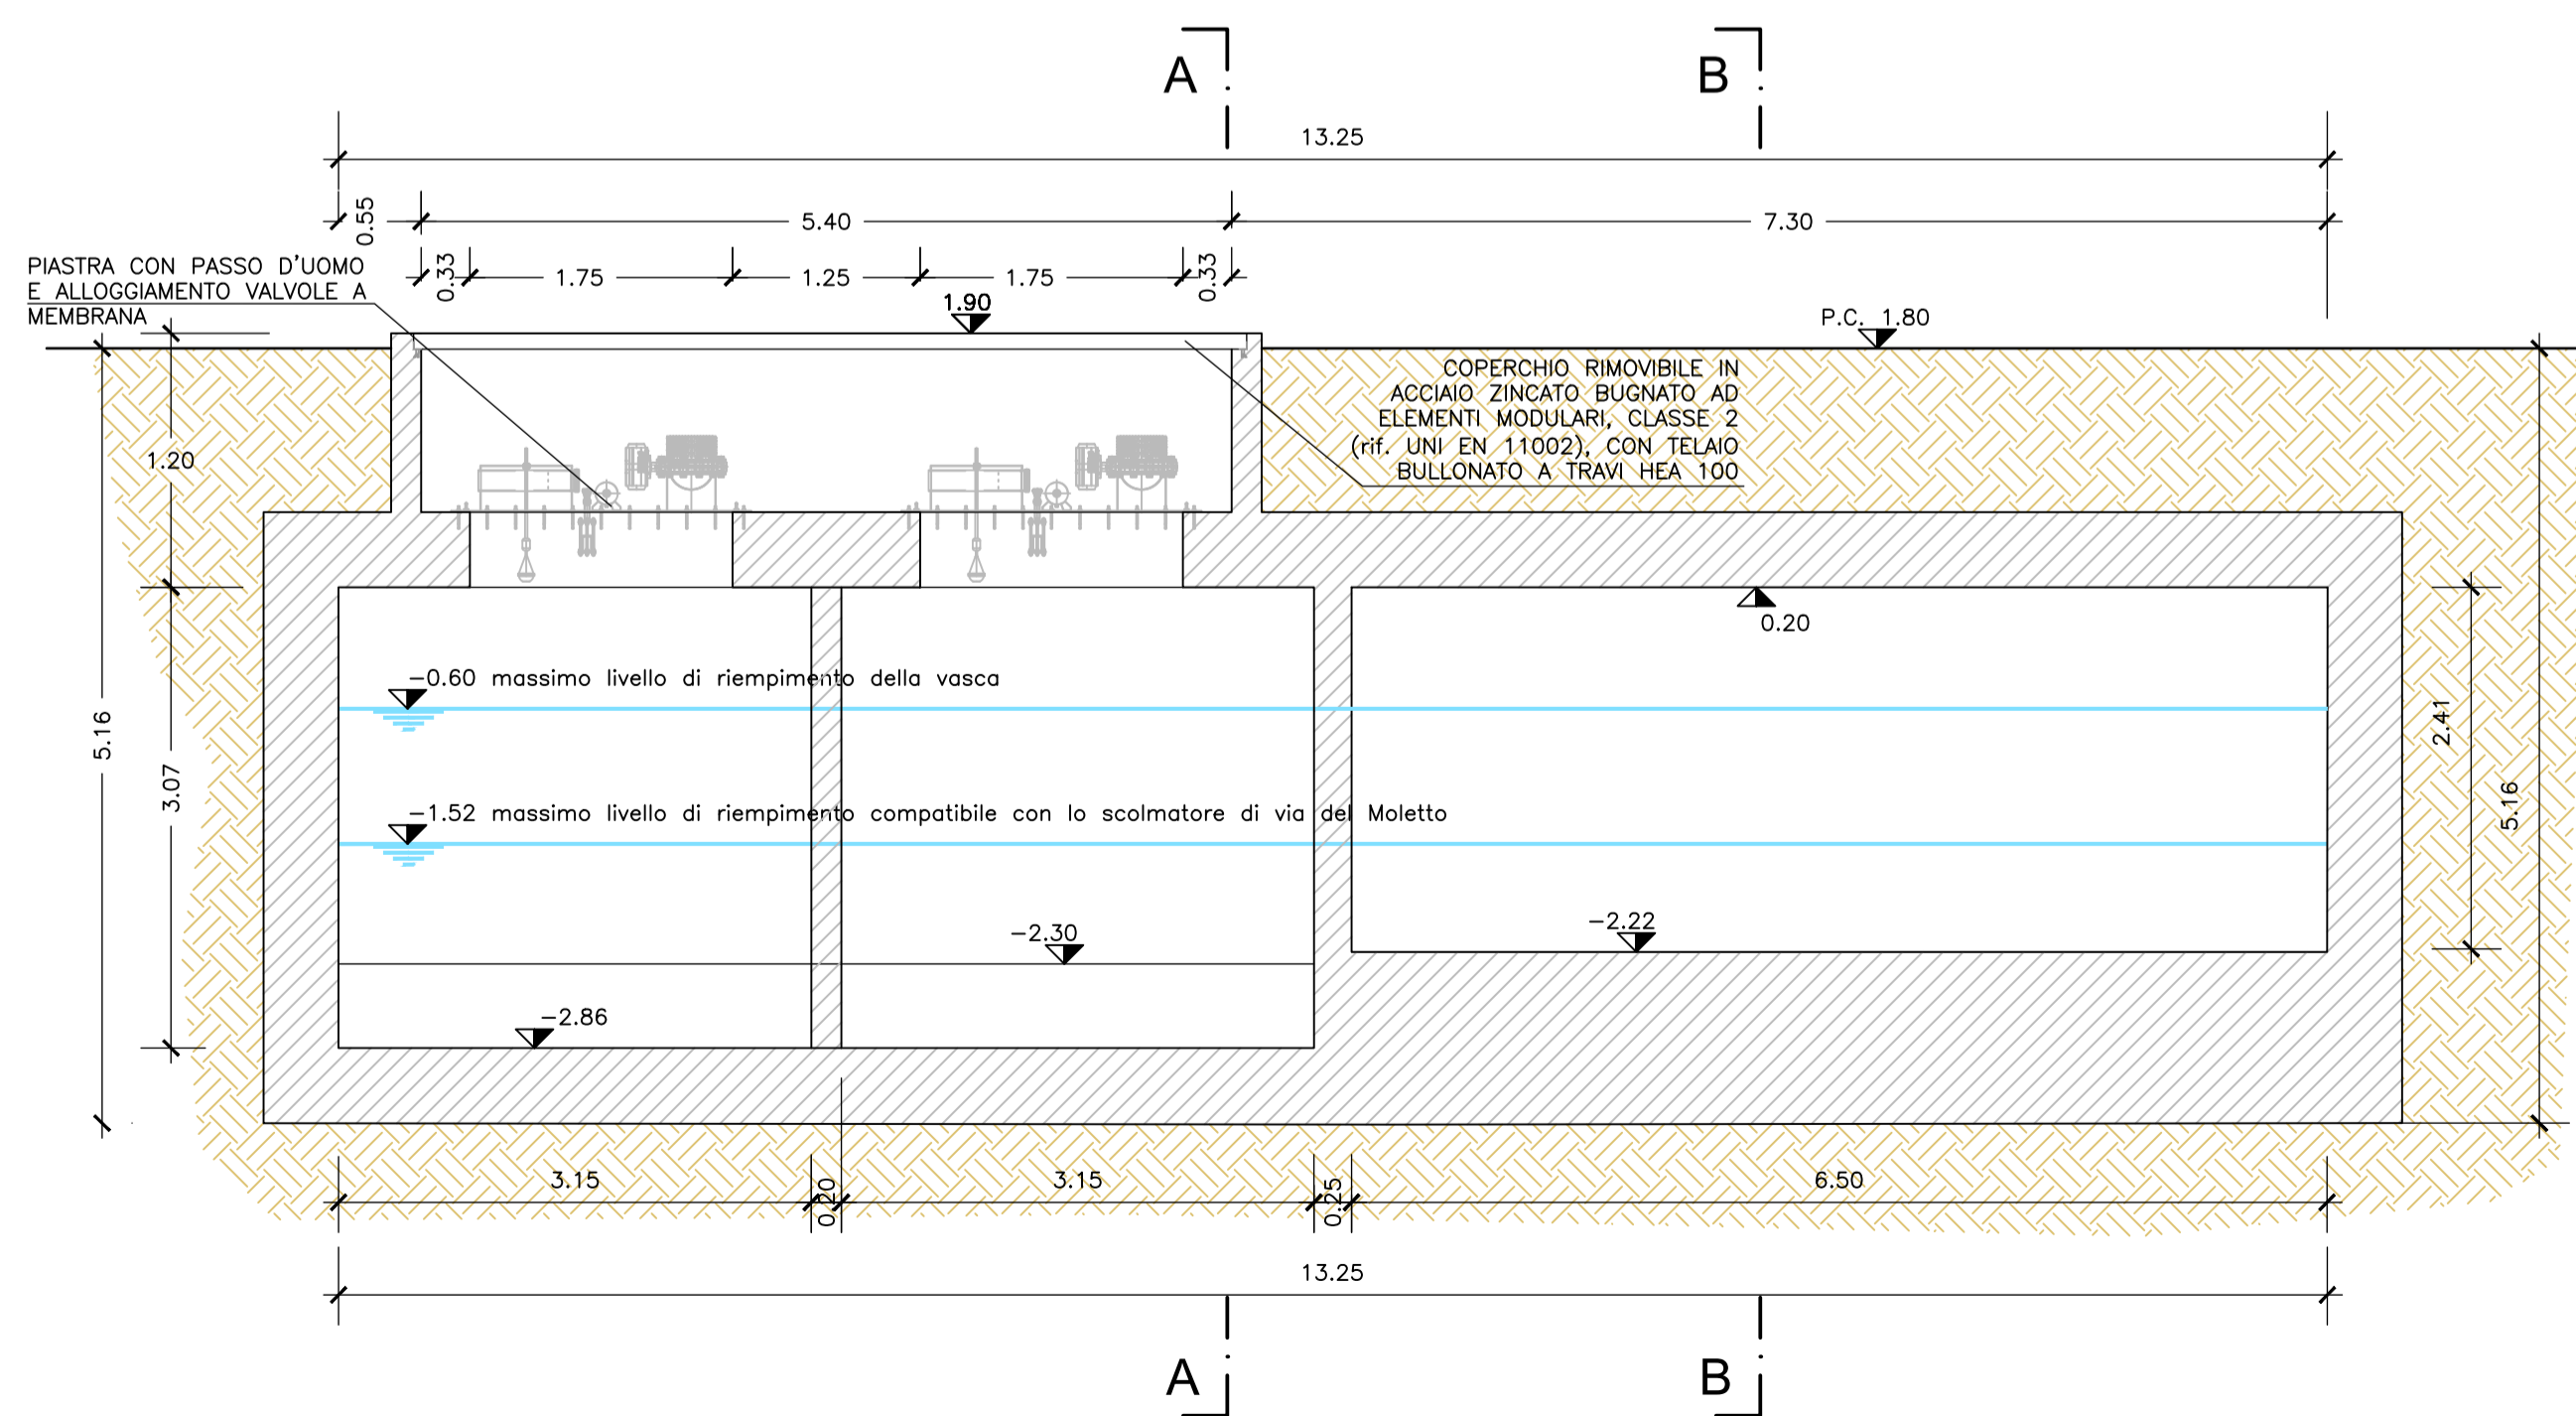 A
B
13.25
0.55
5.40
7.30
PIASTRA CON PASSO D'UOMO
E ALLOGGIAMENTO VALVOLE A
MEMBRANA
0.33
1.75
1.25
1.75
0.33
1.90
P.C. 1.80
COPERCHIO RIMOVIBILE IN
ACCIAIO ZINCATO BUGNATO AD
ELEMENTI MODULARI, CLASSE 2
(rif. UNI EN 11002), CON TELAIO
BULLONATO A TRAVI HEA 100
1.20
0.20
-0.60 massimo livello di riempimento della vasca
5.16
3.07
2.41
5.16
-1.52 massimo livello di riempimento compatibile con lo scolmatore di via del Moletto
-2.30
-2.22
-2.86
3.15
0.20
3.15
0.25
6.50
13.25
A
B